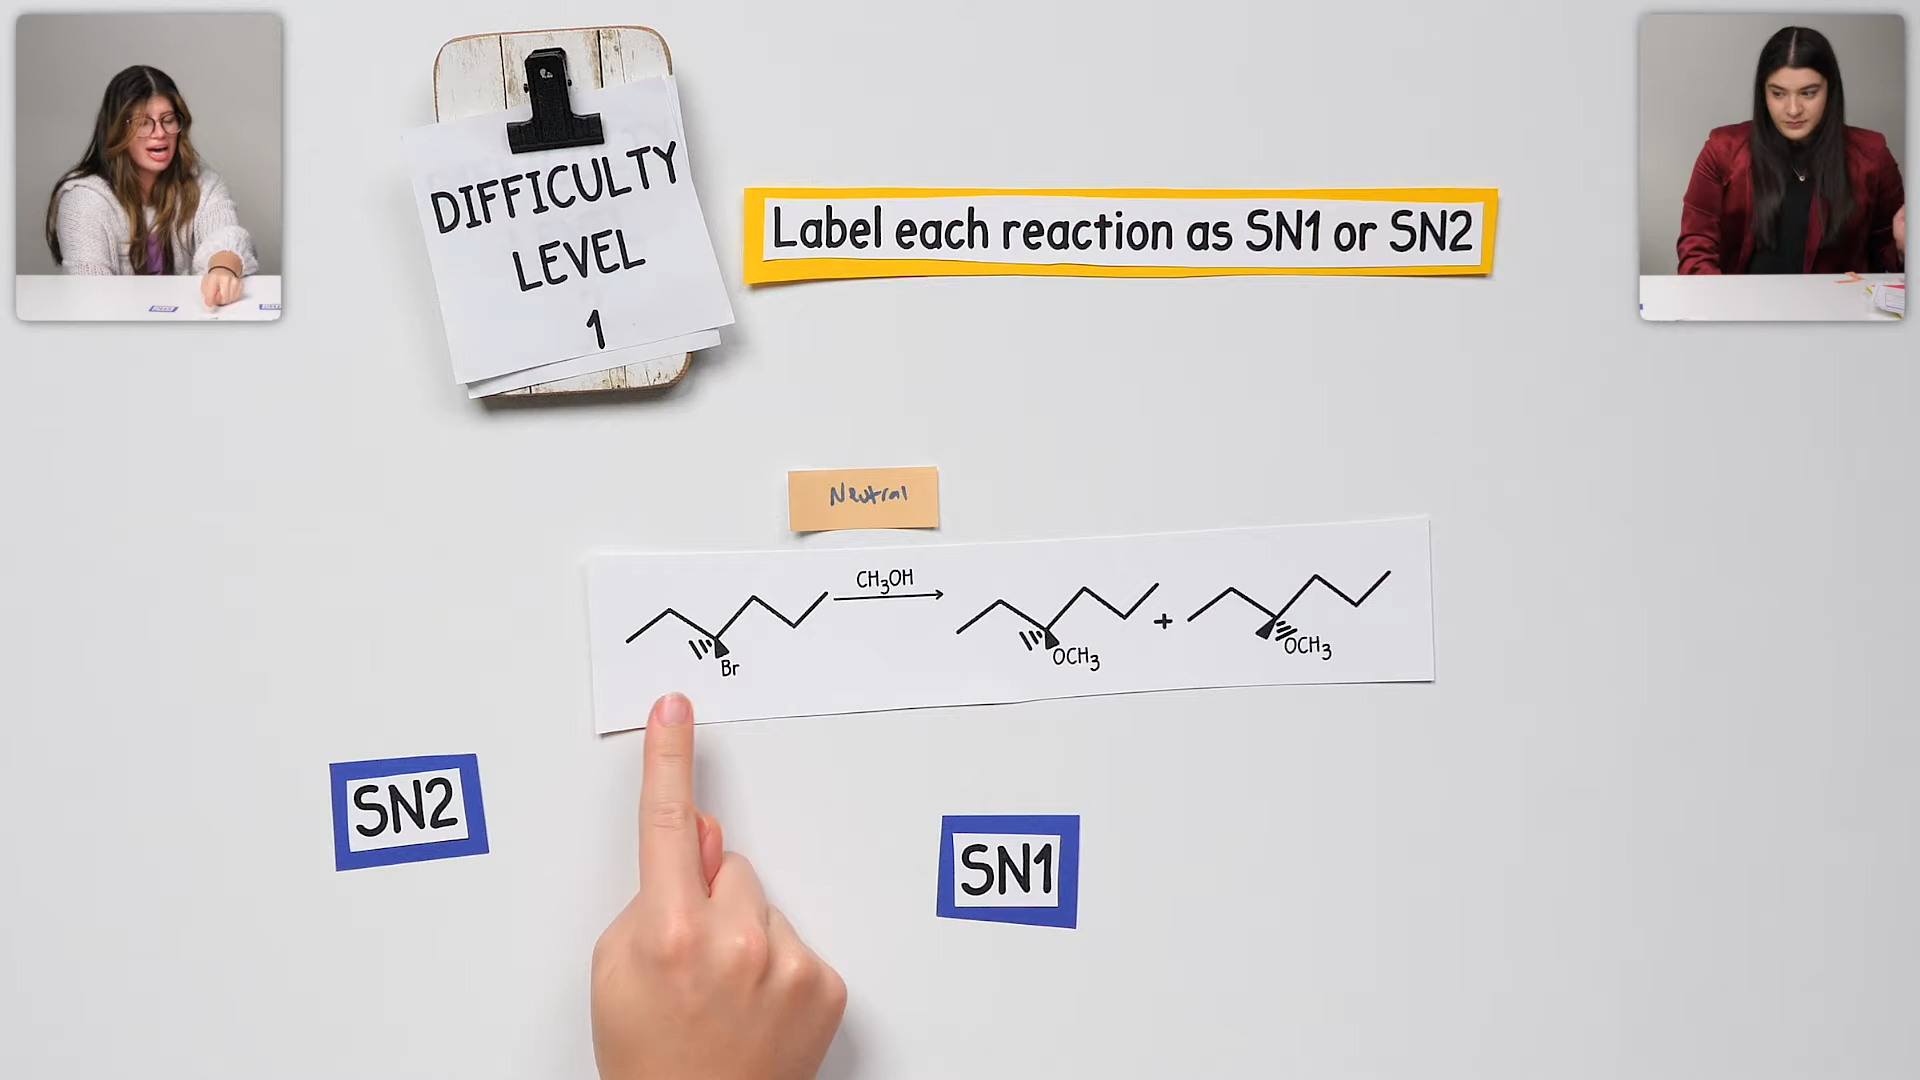 DIFFICULTY
LEVEL
1
Label each reaction as SN1 or SN2
Neutral
CH3OH
Br
OCH3
+
OCH3
SN2
SN1